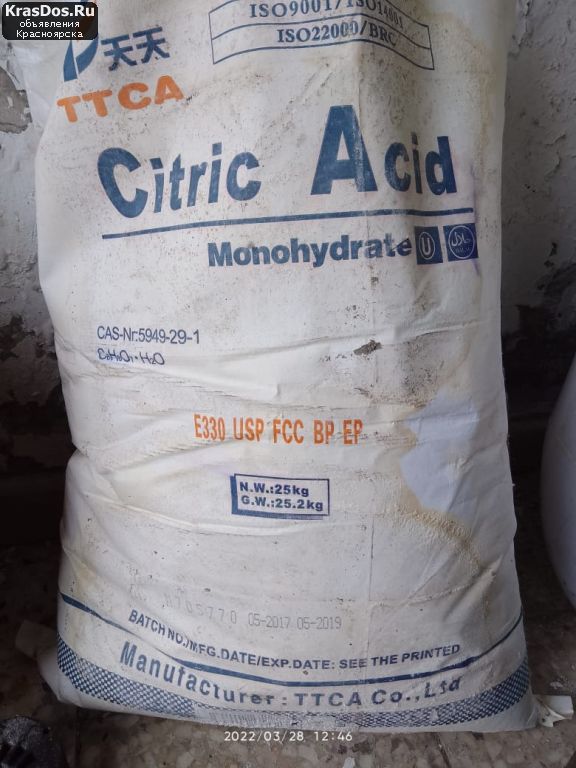 KrasDos.Ru
объявления
Красноярска
天天
TTCA
ISO9001/ISO14001
ISO22000/BRC
Citric Acid
Monohydrate U
CAS-Nr:5949-29-1
C₆H₈O₇·H₂O
E330 USP FCC BP EP
N.W.:25kg
G.W.:25.2kg
05-2017 05-2019
BATCH NO./MFG.DATE/EXP.DATE: SEE THE PRINTED
Manufacturer:TTCA Co.,Ltd
2022/03/28 12:46